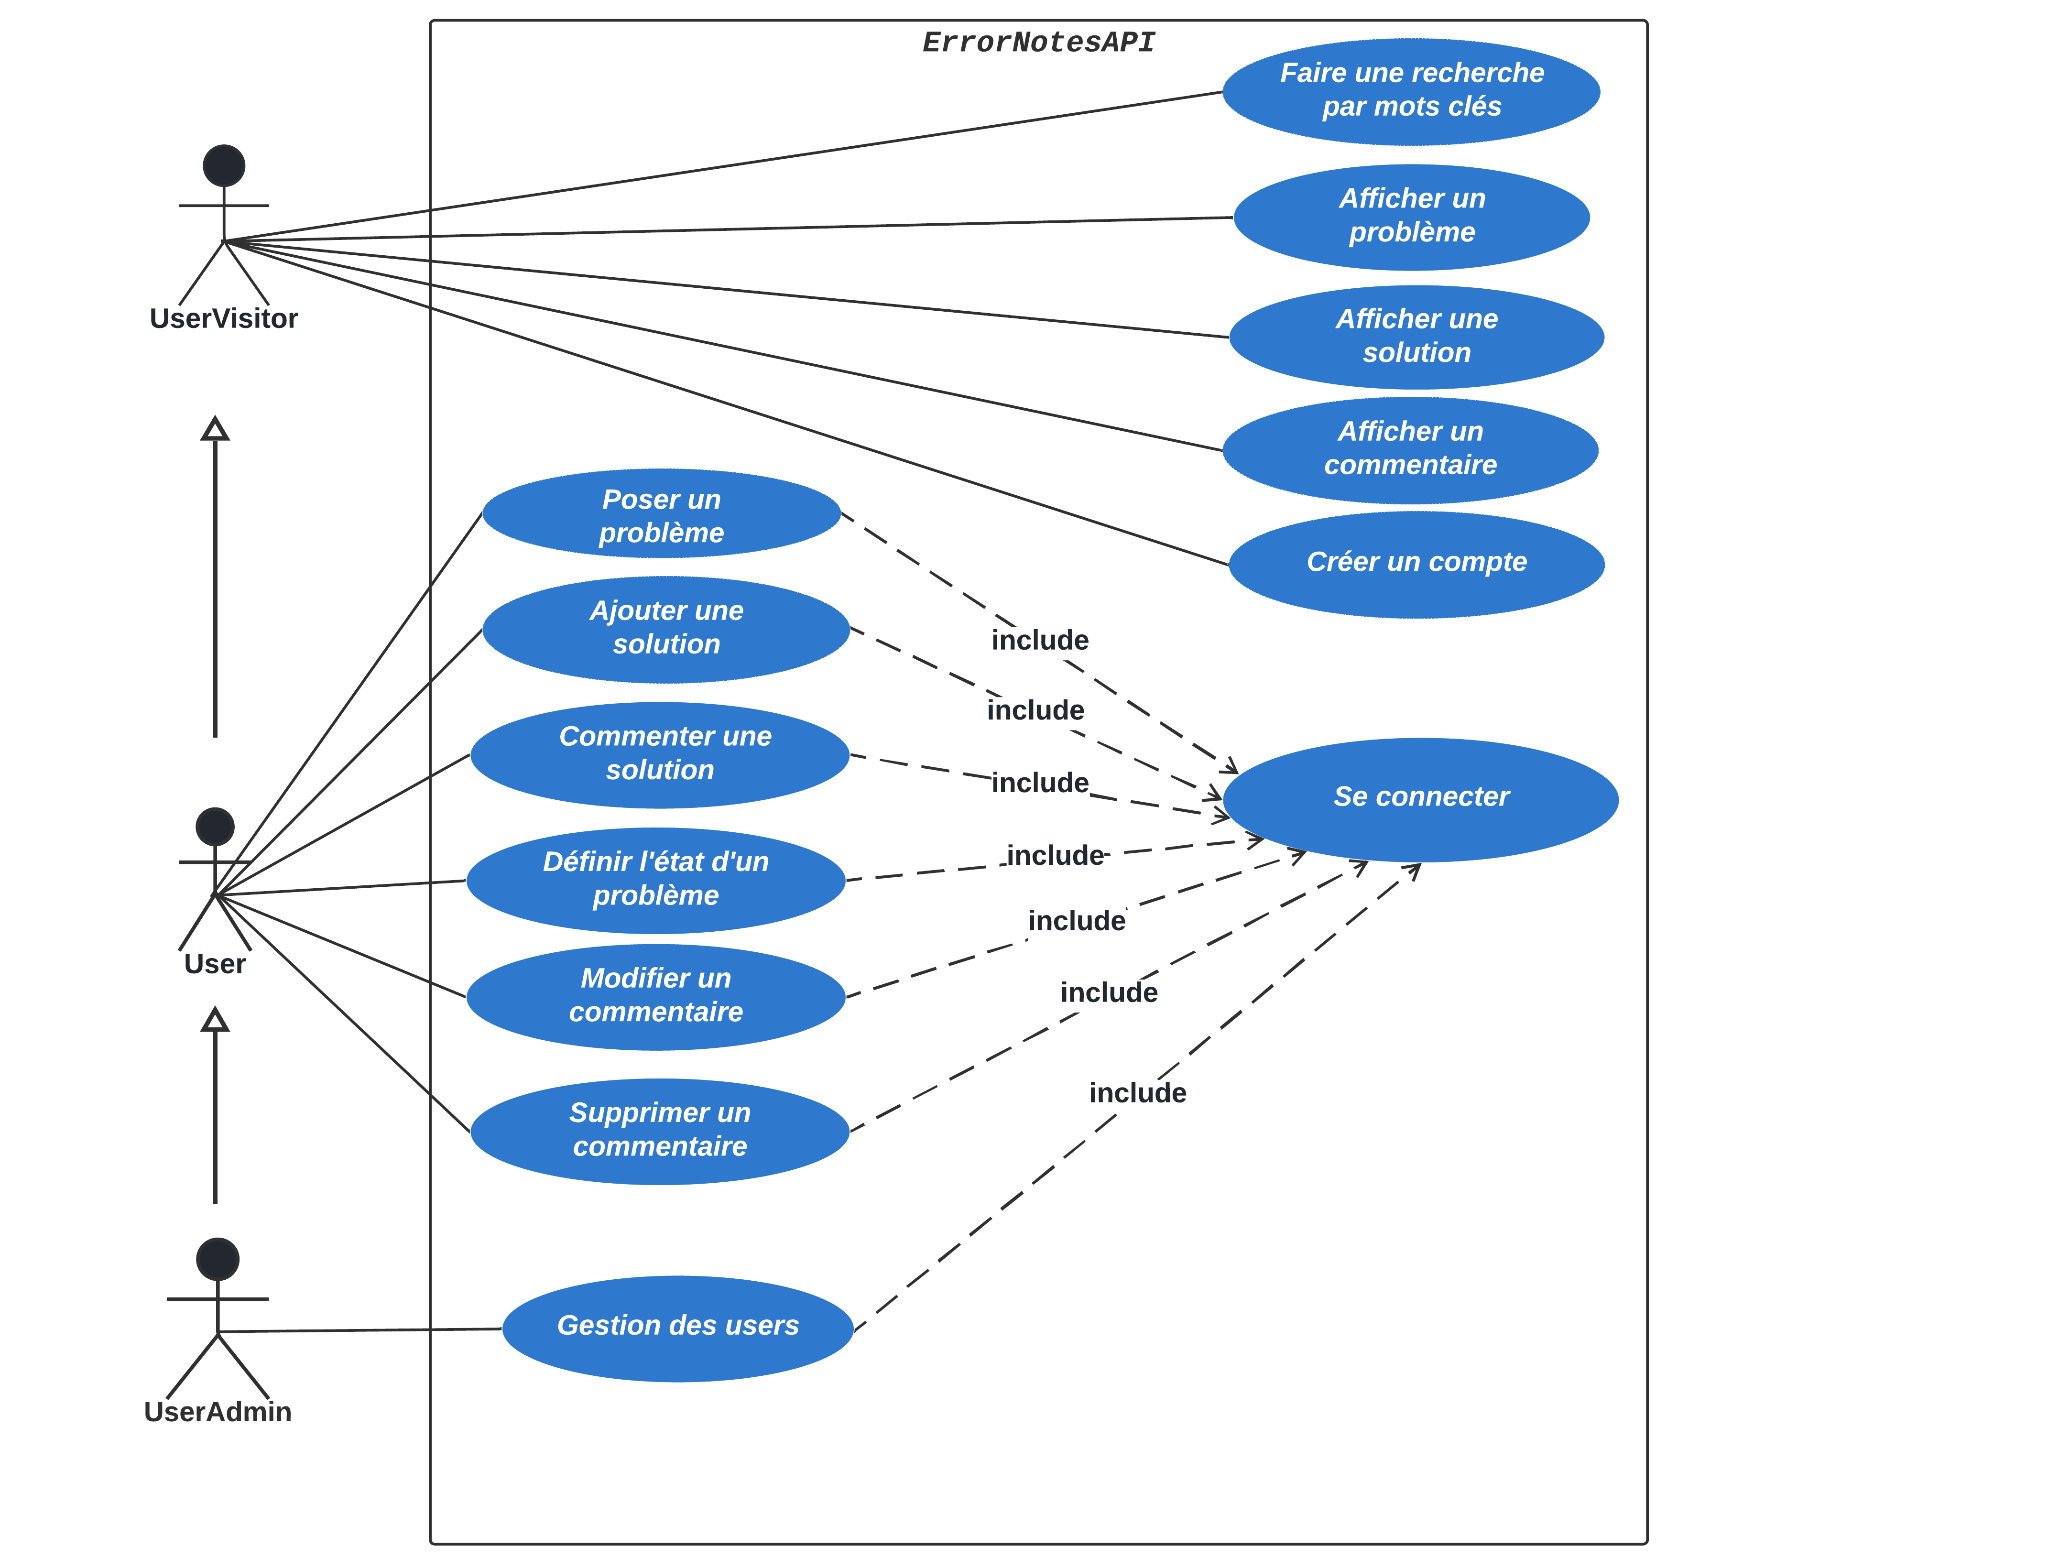 ErrorNotesAPI
Faire une recherche
par mots clés
Afficher un
problème
UserVisitor
Afficher une
solution
Afficher un
commentaire
Poser un
problème
Créer un compte
Ajouter une
solution
include
include
Commenter une
solution
include
Se connecter
include
Définir l'état d'un
problème
include
User
Modifier un
commentaire
include
include
Supprimer un
commentaire
Gestion des users
UserAdmin